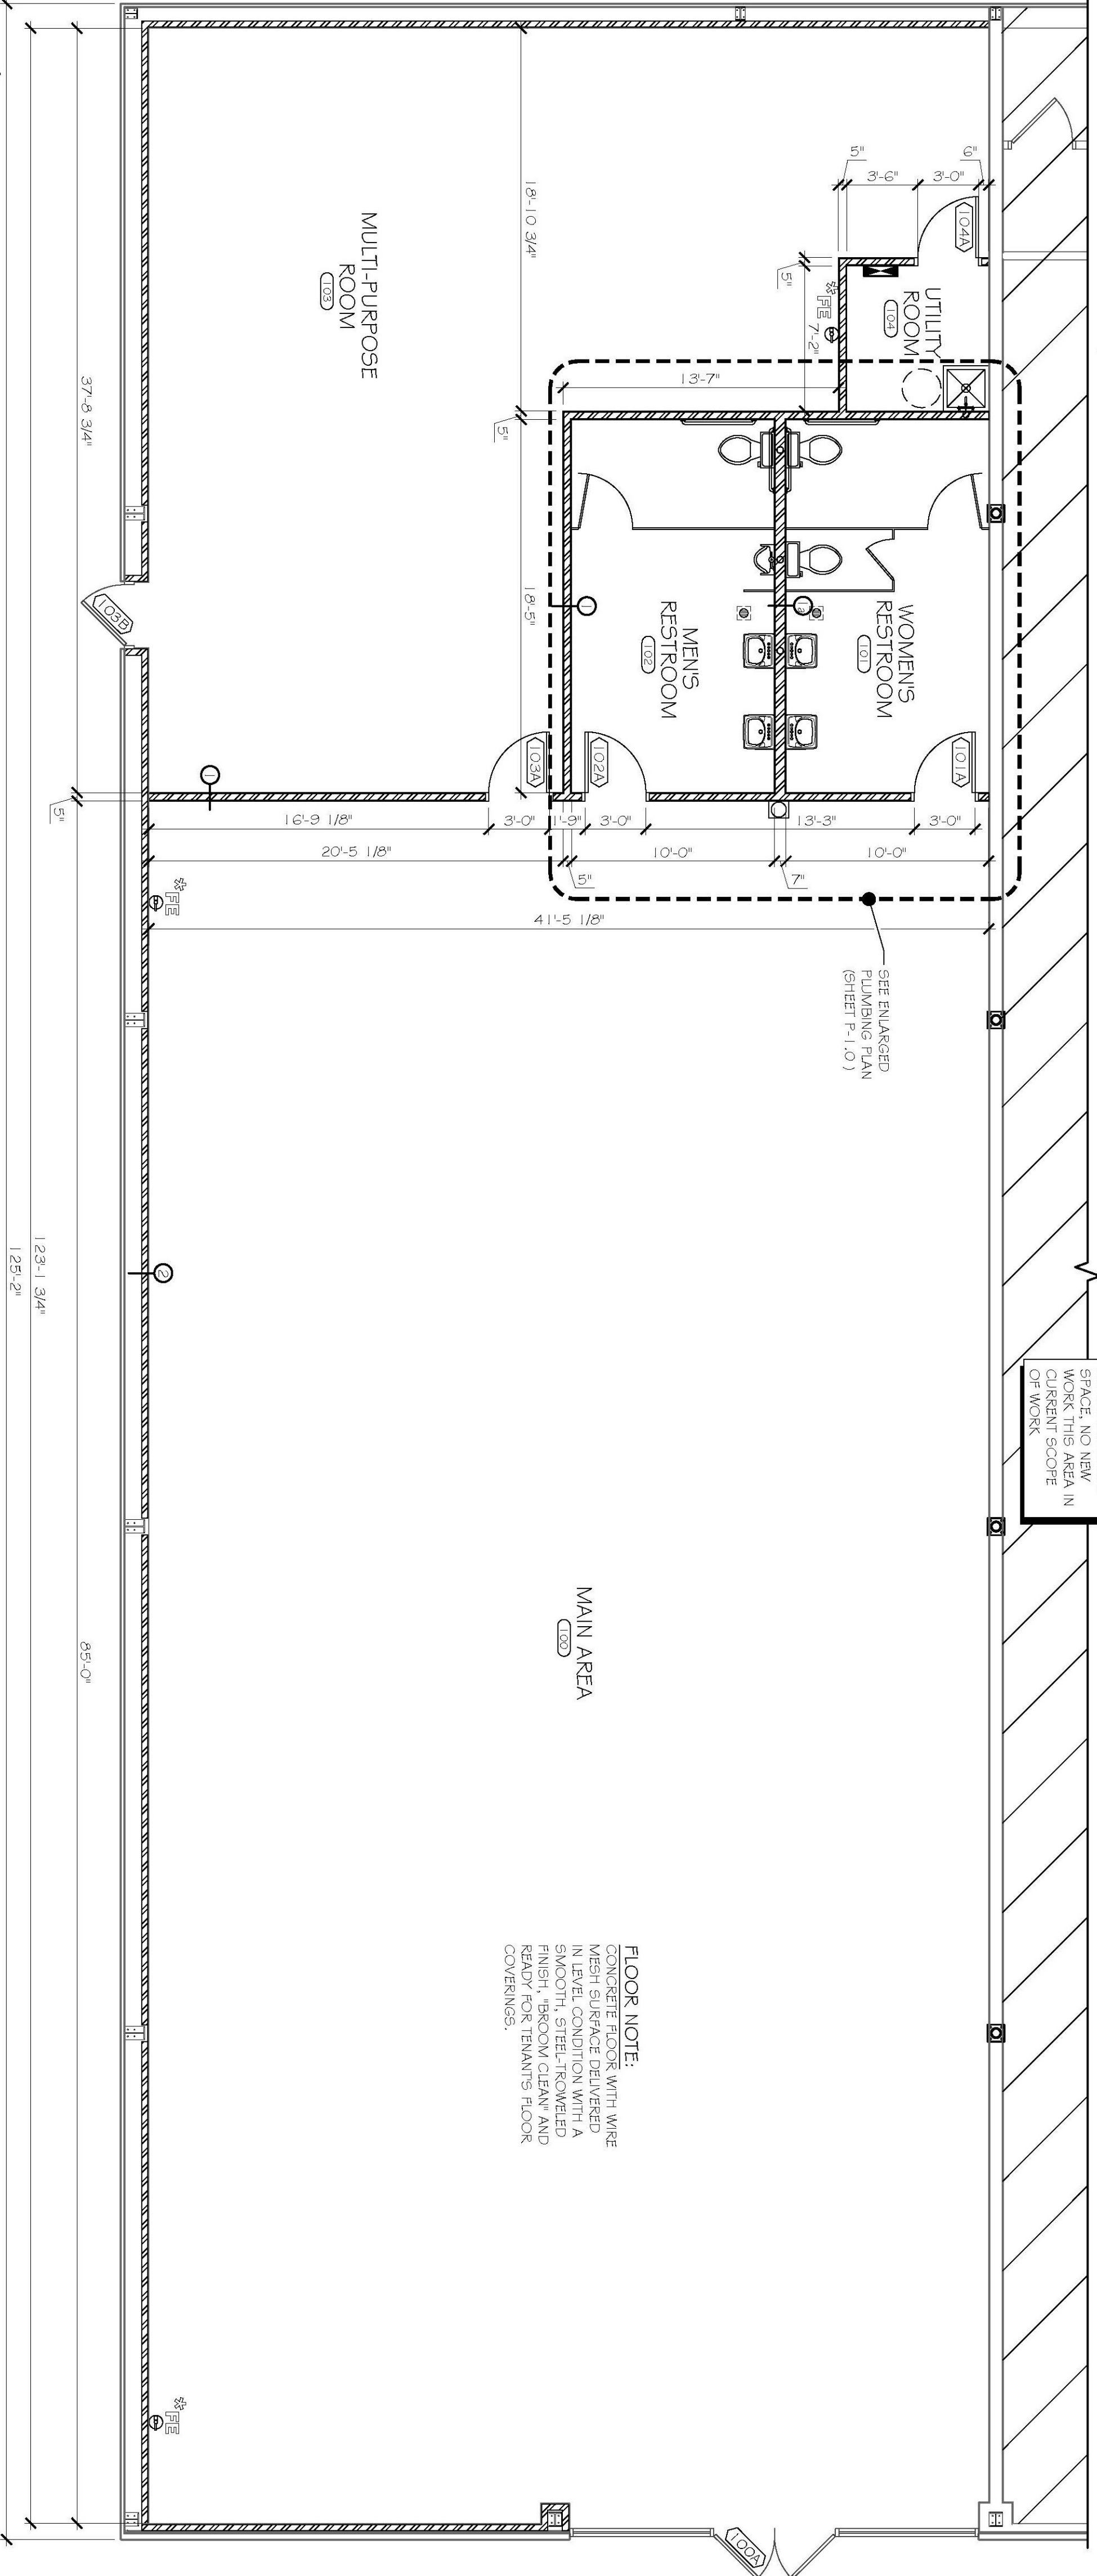 SPACE, NO NEW
WORK THIS AREA IN
CURRENT SCOPE
OF WORK
6"
3'-0"
3'-6"
5"
104A
UTILITY
ROOM
104
*FE
7'-2"
5"
18'-10 3/4"
MULTI-PURPOSE
ROOM
103
13'-7"
5"
18'-5"
WOMEN'S
RESTROOM
101
1a
1
MEN'S
RESTROOM
102
101A
102A
103A
103B
1
3'-0"
13'-3"
3'-0"
1'-9"
3'-0"
16'-9 1/8"
10'-0"
7"
10'-0"
5"
20'-5 1/8"
41'-5 1/8"
SEE ENLARGED
PLUMBING PLAN
(SHEET P-1.0 )
*FE
2
MAIN AREA
100
FLOOR NOTE:
CONCRETE FLOOR WITH WIRE
MESH SURFACE DELIVERED
IN LEVEL CONDITION WITH A
SMOOTH, STEEL-TROWELED
FINISH, "BROOM CLEAN" AND
READY FOR TENANT'S FLOOR
COVERINGS.
*FE
100A
37'-8 3/4"
5"
85'-0"
123'-1 3/4"
125'-2"